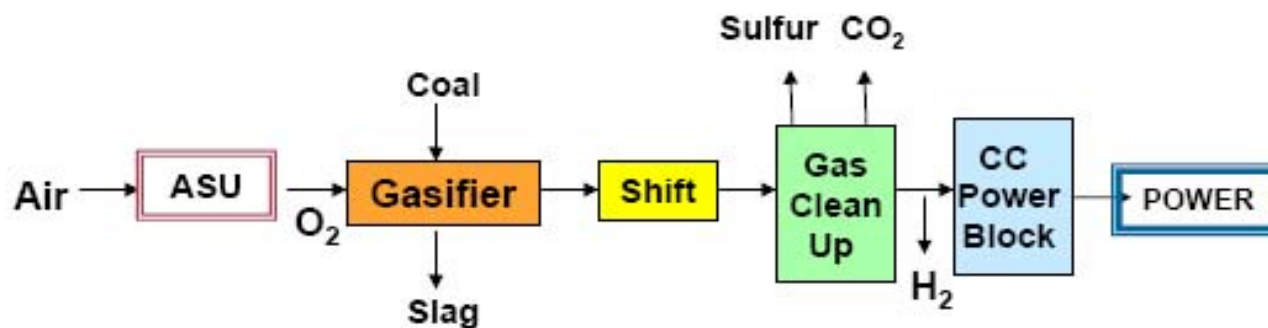 Sulfur CO₂
Coal
Air
ASU
O₂
Gasifier
Shift
Gas
Clean
Up
CC
Power
Block
POWER
H₂
Slag